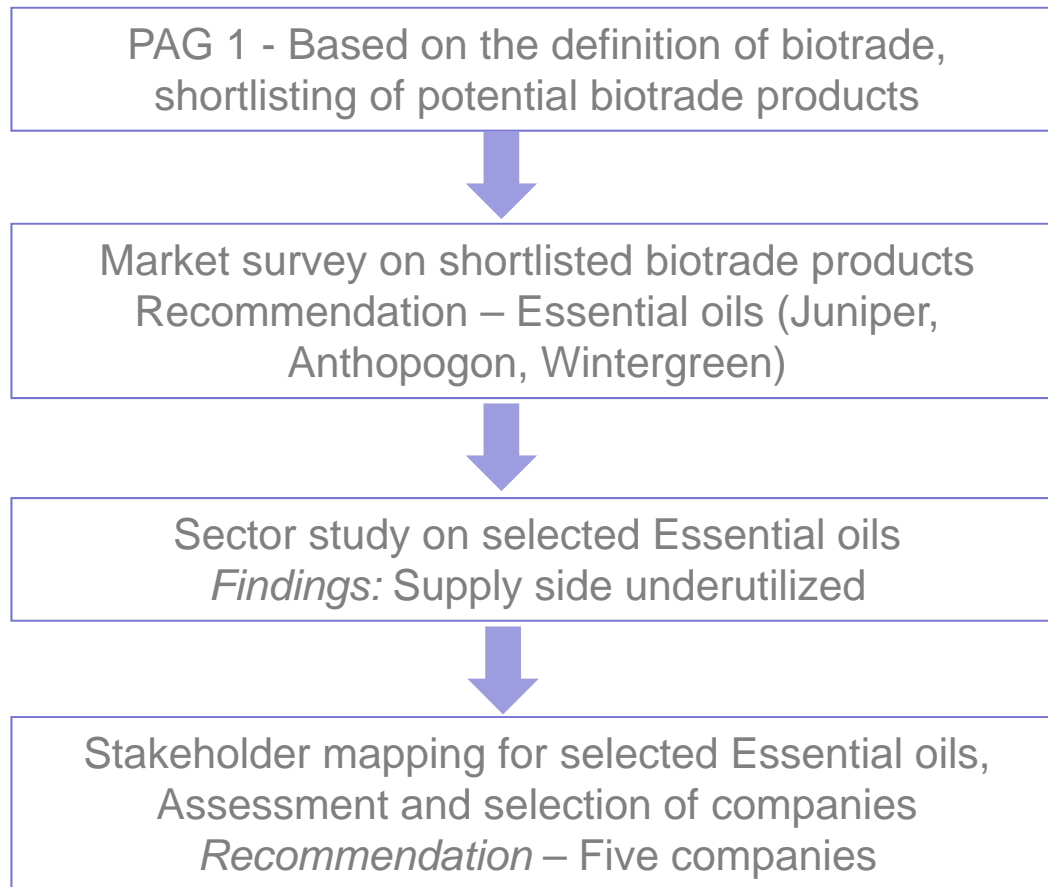 PAG 1 - Based on the definition of biotrade,
shortlisting of potential biotrade products
Market survey on shortlisted biotrade products
Recommendation – Essential oils (Juniper,
Anthopogon, Wintergreen)
Sector study on selected Essential oils
Findings: Supply side underutilized
Stakeholder mapping for selected Essential oils,
Assessment and selection of companies
Recommendation – Five companies